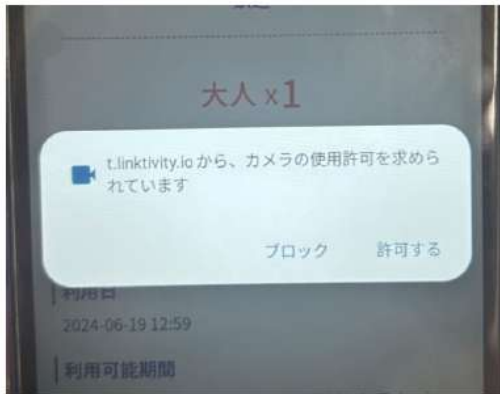 大人 x1
t.linktivity.io から、カメラの使用許可を求めら
れています
ブロック 許可する
利用日
2024-06-19 12:59
利用可能期間